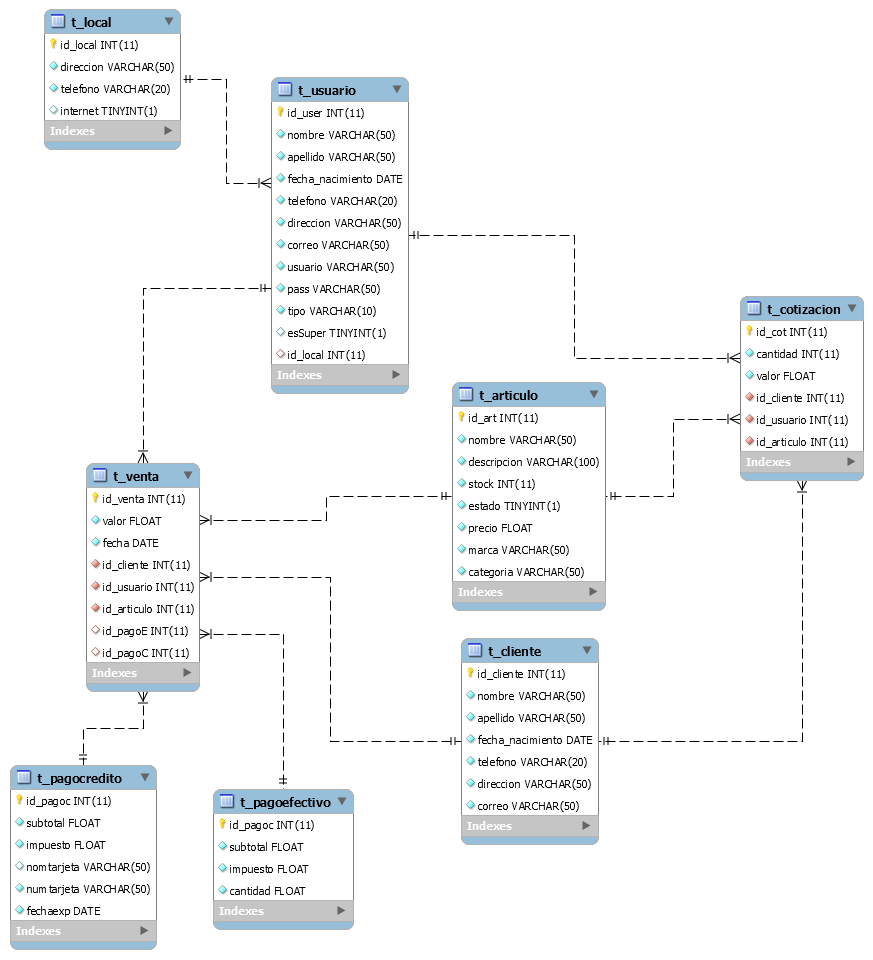 t_local
id_local INT(11)
direccion VARCHAR(50)
telefono VARCHAR(20)
internet TINYINT(1)
Indexes
t_usuario
id_user INT(11)
nombre VARCHAR(50)
apellido VARCHAR(50)
fecha_nacimiento DATE
telefono VARCHAR(20)
direccion VARCHAR(50)
correo VARCHAR(50)
usuario VARCHAR(50)
pass VARCHAR(50)
tipo VARCHAR(10)
esSuper TINYINT(1)
id_local INT(11)
Indexes
t_cotizacion
id_cot INT(11)
cantidad INT(11)
valor FLOAT
id_cliente INT(11)
id_usuario INT(11)
id_articulo INT(11)
Indexes
t_articulo
id_art INT(11)
nombre VARCHAR(50)
descripcion VARCHAR(100)
stock INT(11)
estado TINYINT(1)
precio FLOAT
marca VARCHAR(50)
categoria VARCHAR(50)
Indexes
t_venta
id_venta INT(11)
valor FLOAT
fecha DATE
id_cliente INT(11)
id_usuario INT(11)
id_articulo INT(11)
id_pagoE INT(11)
id_pagoC INT(11)
Indexes
t_cliente
id_cliente INT(11)
nombre VARCHAR(50)
apellido VARCHAR(50)
fecha_nacimiento DATE
telefono VARCHAR(20)
direccion VARCHAR(50)
correo VARCHAR(50)
Indexes
t_pagocredito
id_pagoc INT(11)
subtotal FLOAT
impuesto FLOAT
nomtarjeta VARCHAR(50)
numtarjeta VARCHAR(50)
fechaexp DATE
Indexes
t_pagoefectivo
id_pagoc INT(11)
subtotal FLOAT
impuesto FLOAT
cantidad FLOAT
Indexes